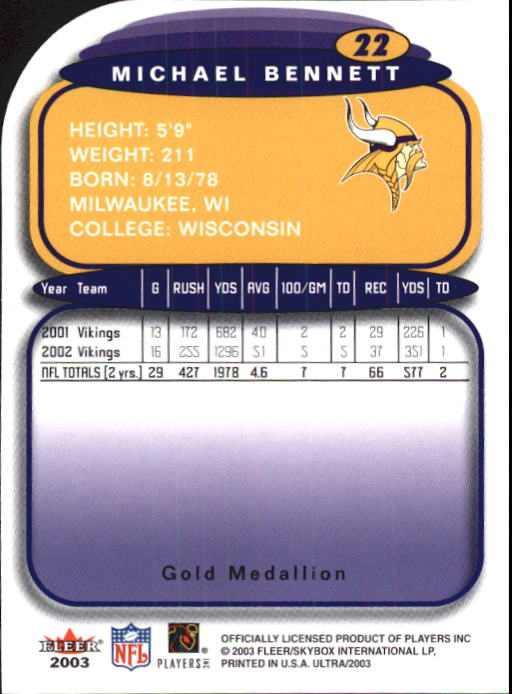 22
MICHAEL BENNETT
HEIGHT: 5'9"
WEIGHT: 211
BORN: 8/13/78
MILWAUKEE, WI
COLLEGE: WISCONSIN
Year Team G RUSH YDS AVG 100/GM TD REC YDS TD
2001 Vikings 13 172 682 4.0 2 2 29 226 1
2002 Vikings 16 255 1296 5.1 5 5 37 351 1
NFL TOTALS (2 yrs.) 29 427 1978 4.6 7 7 66 577 2
Gold Medallion
FLEER
2003
NFL
PLAYERS INC
OFFICIALLY LICENSED PRODUCT OF PLAYERS INC
© 2003 FLEER/SKYBOX INTERNATIONAL LP,
PRINTED IN U.S.A. ULTRA/2003